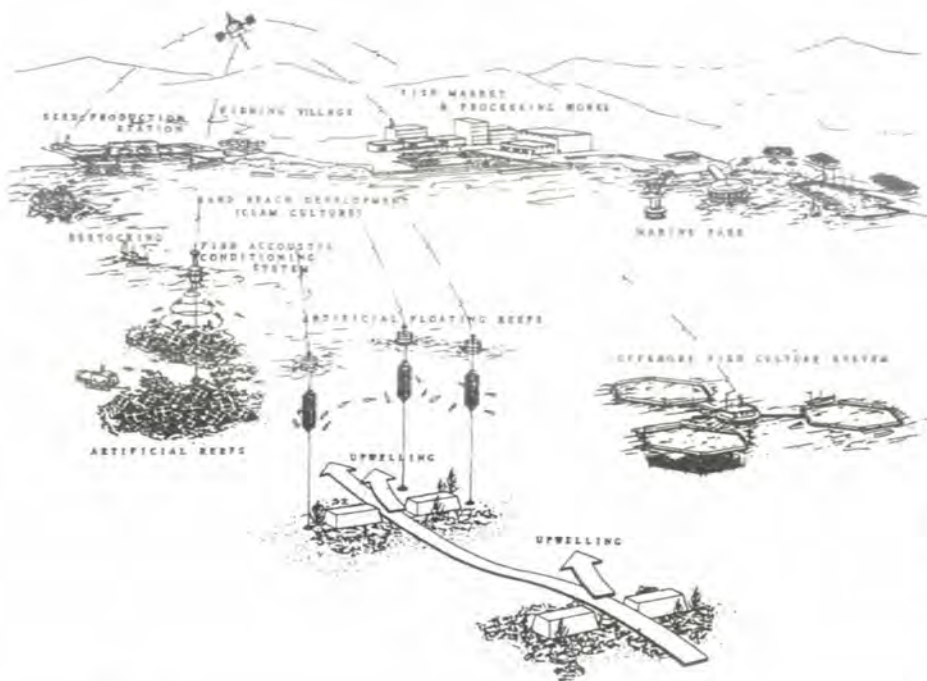 FISH MARKET
& PROCESSING WORKS
SEED PRODUCTION
STATION
FISHING VILLAGE
SAND BEACH DEVELOPMENT
(CLAM CULTURE)
MARINE PARK
RESTOCKING
FISH ACCOUSTIC
CONDITIONING
SYSTEM
ARTIFICIAL FLOATING REEFS
OFFSHORE FISH CULTURE SYSTEM
ARTIFICIAL REEFS
UPWELLING
UPWELLING